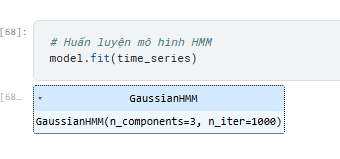 [68]:
# Huấn luyện mô hình HMM
model.fit(time_series)
[68…
GaussianHMM
GaussianHMM(n_components=3, n_iter=1000)